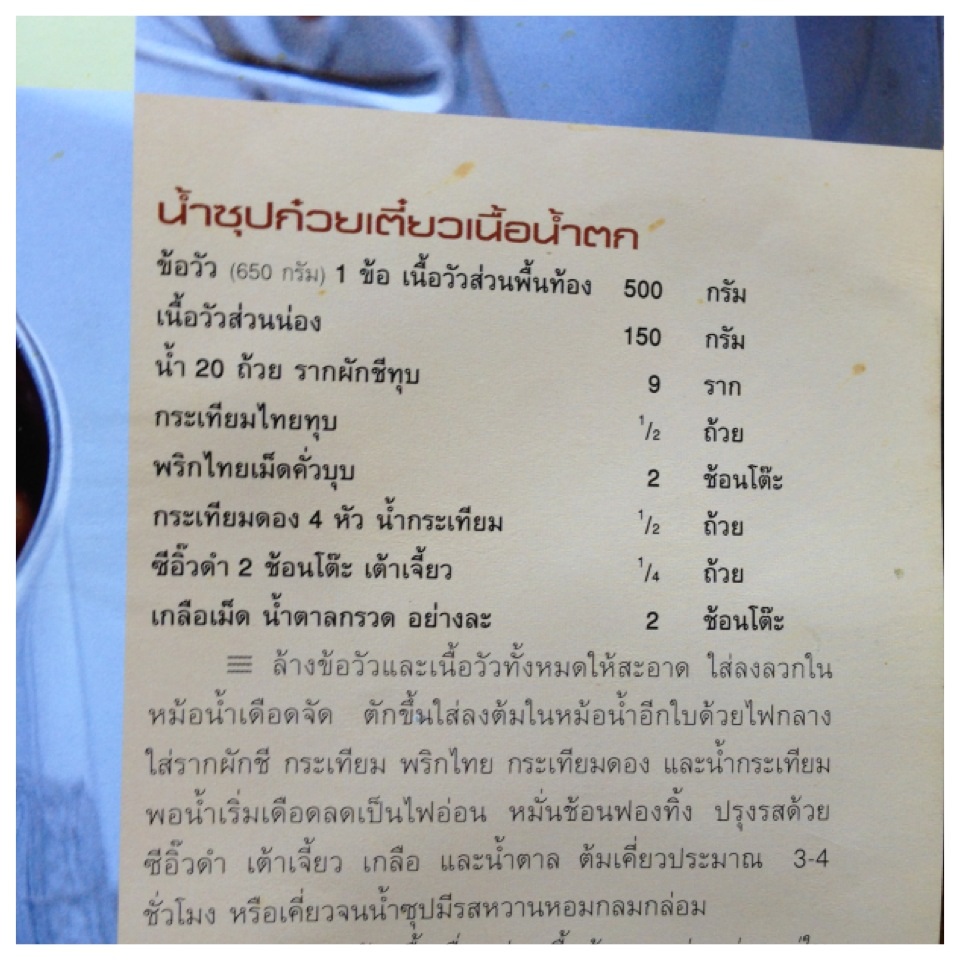 น้ำซุปก๋วยเตี๋ยวเนื้อน้ำตก
ข้อวัว (650 กรัม) 1 ข้อ เนื้อวัวส่วนพื้นท้อง 500 กรัม
เนื้อวัวส่วนน่อง 150 กรัม
น้ำ 20 ถ้วย รากผักชีทุบ 9 ราก
กระเทียมไทยทุบ 1/2 ถ้วย
พริกไทยเม็ดคั่วบุบ 2 ช้อนโต๊ะ
กระเทียมดอง 4 หัว น้ำกระเทียม 1/2 ถ้วย
ซีอิ๊วดำ 2 ช้อนโต๊ะ เต้าเจี้ยว 1/4 ถ้วย
เกลือเม็ด น้ำตาลกรวด อย่างละ 2 ช้อนโต๊ะ
ล้างข้อวัวและเนื้อวัวทั้งหมดให้สะอาด ใส่ลงลวกใน
หม้อน้ำเดือดจัด ตักขึ้นใส่ลงต้มในหม้อน้ำอีกใบด้วยไฟกลาง
ใส่รากผักชี กระเทียม พริกไทย กระเทียมดอง และน้ำกระเทียม
พอน้ำเริ่มเดือดลดเป็นไฟอ่อน หมั่นช้อนฟองทิ้ง ปรุงรสด้วย
ซีอิ๊วดำ เต้าเจี้ยว เกลือ และน้ำตาล ต้มเคี่ยวประมาณ 3-4
ชั่วโมง หรือเคี่ยวจนน้ำซุปมีรสหวานหอมกลมกล่อม